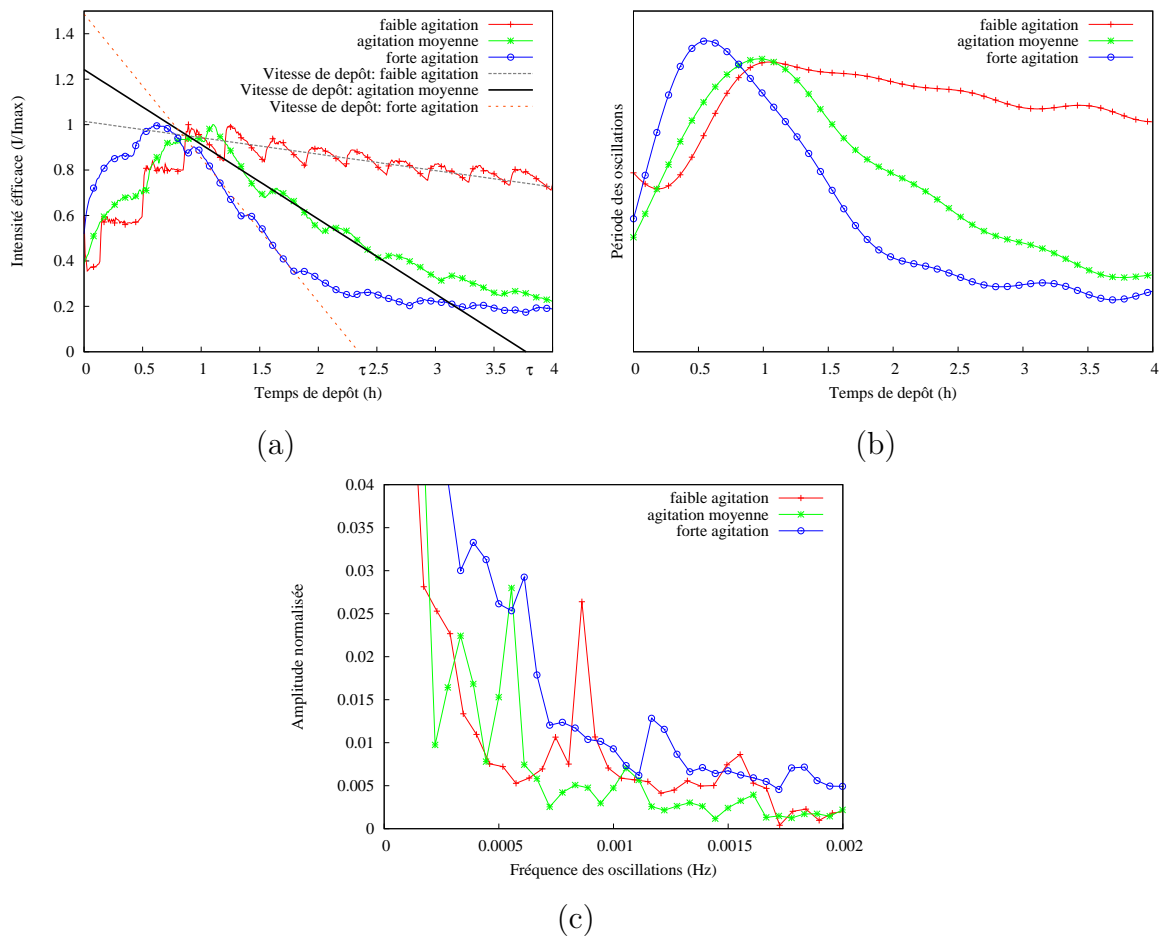 faible agitation
agitation moyenne
forte agitation
Vitesse de depôt: faible agitation
Vitesse de depôt: agitation moyenne
Vitesse de depôt: forte agitation
Intensité éfficace (I/Imax)
1.4
1.2
1
0.8
0.6
0.4
0.2
0
0 0.5 1 1.5 2 τ 2.5 3 3.5 τ 4
Temps de depôt (h)
(a)
faible agitation
agitation moyenne
forte agitation
Période des oscillations
0 0.5 1 1.5 2 2.5 3 3.5 4
Temps de depôt (h)
(b)
faible agitation
agitation moyenne
forte agitation
Amplitude normalisée
0.04
0.035
0.03
0.025
0.02
0.015
0.01
0.005
0
0 0.0005 0.001 0.0015 0.002
Fréquence des oscillations (Hz)
(c)